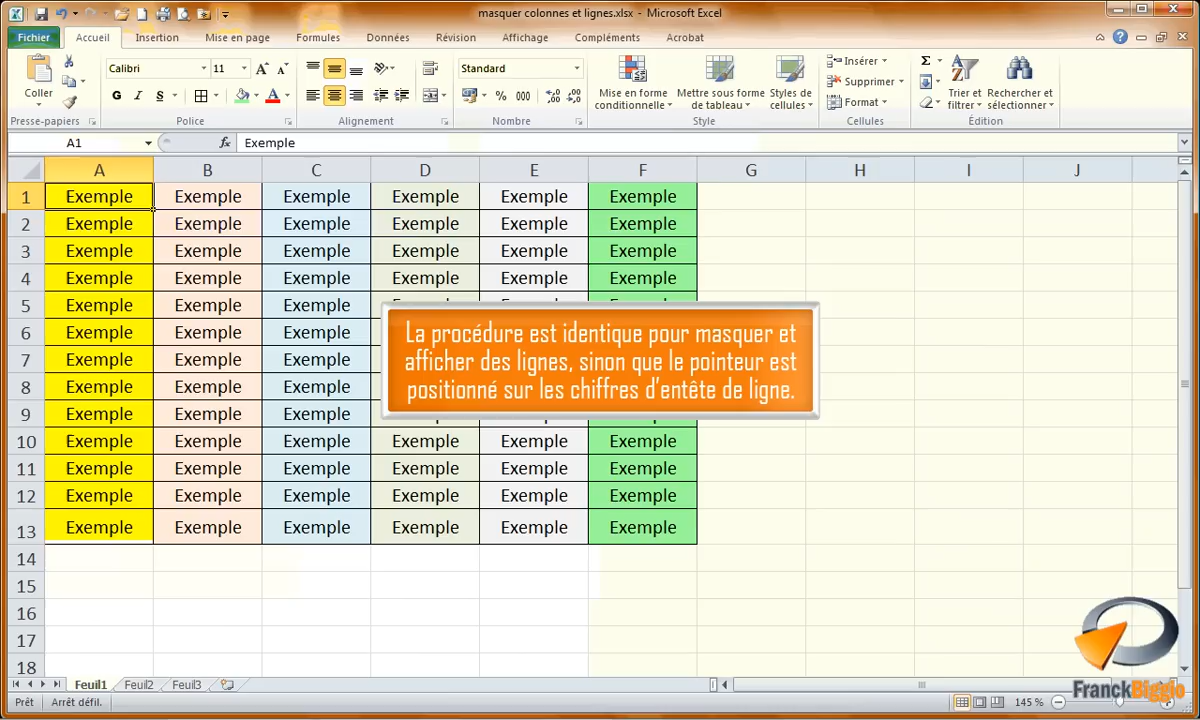 masquer colonnes et lignes.xlsx - Microsoft Excel
Fichier Accueil Insertion Mise en page Formules Données Révision Affichage Compléments Acrobat
Coller
Calibri 11
G I S
Standard
% 000
Mise en forme conditionnelle
Mettre sous forme de tableau
Styles de cellules
Insérer
Supprimer
Format
Trier et filtrer
Rechercher et sélectionner
Presse-papiers Police Alignement Nombre Style Cellules Édition
A1 fx Exemple
A B C D E F G H I J
1 Exemple Exemple Exemple Exemple Exemple Exemple
2 Exemple Exemple Exemple Exemple Exemple Exemple
3 Exemple Exemple Exemple Exemple Exemple Exemple
4 Exemple Exemple Exemple Exemple Exemple Exemple
5 Exemple Exemple Exemple Exemple Exemple Exemple
6 Exemple Exemple Exemple
7 Exemple Exemple Exemple
8 Exemple Exemple Exemple
9 Exemple Exemple Exemple
10 Exemple Exemple Exemple Exemple Exemple Exemple
11 Exemple Exemple Exemple Exemple Exemple Exemple
12 Exemple Exemple Exemple Exemple Exemple Exemple
13 Exemple Exemple Exemple Exemple Exemple Exemple
14
15
16
17
18
La procédure est identique pour masquer et
afficher des lignes, sinon que le pointeur est
positionné sur les chiffres d'entête de ligne.
Feuil1 Feuil2 Feuil3
FranckBiggio
Prêt Arrêt défil. 145 %